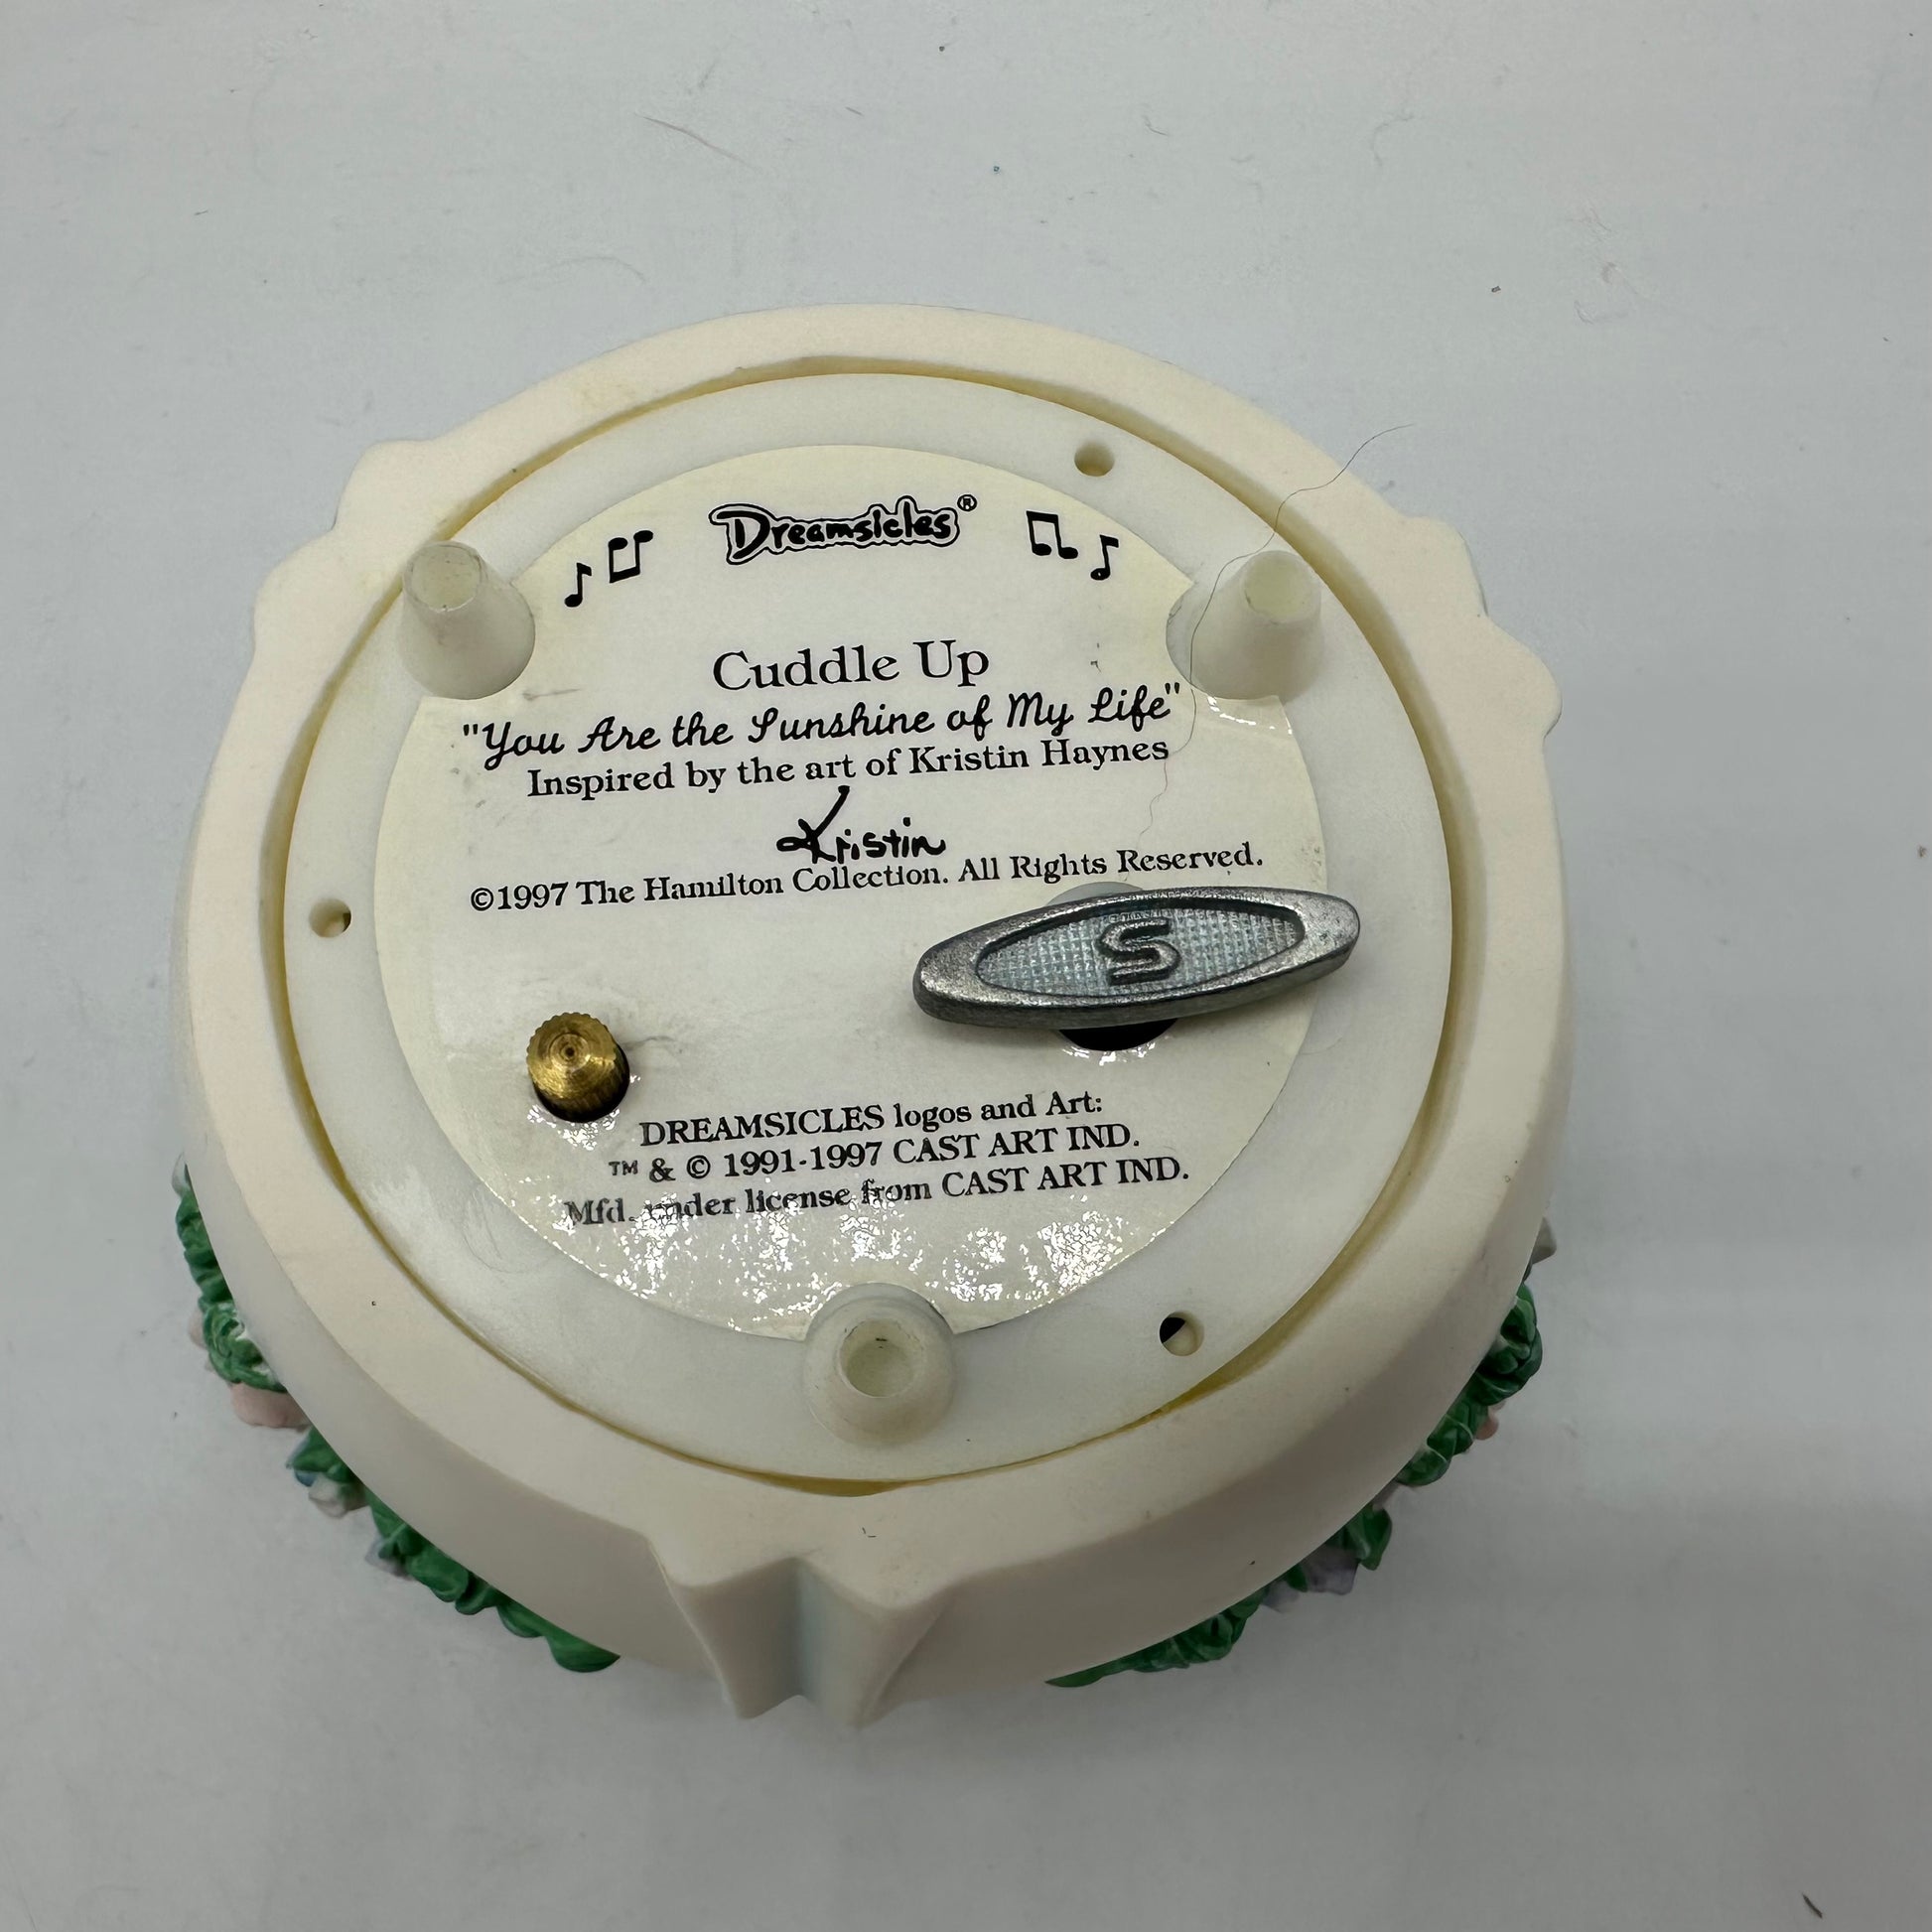 Dreamsicles®
Cuddle Up
"You Are the Sunshine of My Life"
Inspired by the art of Kristin Haynes
Kristin
©1997 The Hamilton Collection. All Rights Reserved.
S
DREAMSICLES logos and Art:
™ & © 1991-1997 CAST ART IND.
Mfd. under license from CAST ART IND.